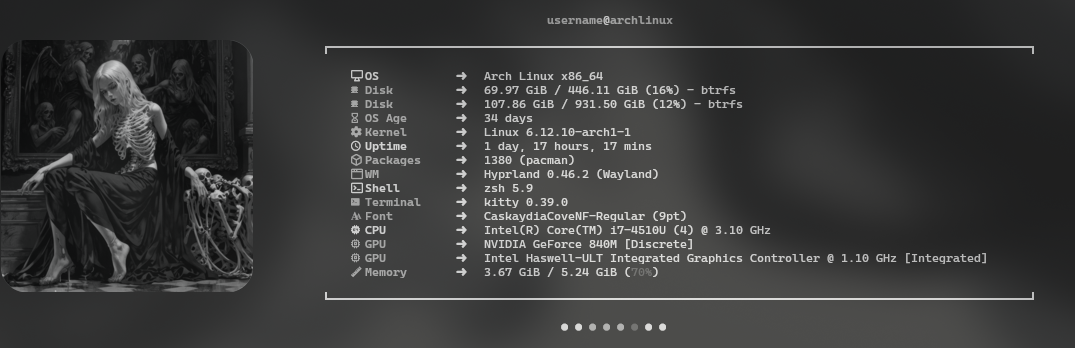 username@archlinux
OS ➜ Arch Linux x86_64
Disk ➜ 69.97 GiB / 446.11 GiB (16%) - btrfs
Disk ➜ 107.86 GiB / 931.50 GiB (12%) - btrfs
OS Age ➜ 34 days
Kernel ➜ Linux 6.12.10-arch1-1
Uptime ➜ 1 day, 17 hours, 17 mins
Packages ➜ 1380 (pacman)
WM ➜ Hyprland 0.46.2 (Wayland)
Shell ➜ zsh 5.9
Terminal ➜ kitty 0.39.0
Font ➜ CaskaydiaCoveNF-Regular (9pt)
CPU ➜ Intel(R) Core(TM) i7-4510U (4) @ 3.10 GHz
GPU ➜ NVIDIA GeForce 840M [Discrete]
GPU ➜ Intel Haswell-ULT Integrated Graphics Controller @ 1.10 GHz [Integrated]
Memory ➜ 3.67 GiB / 5.24 GiB (70%)